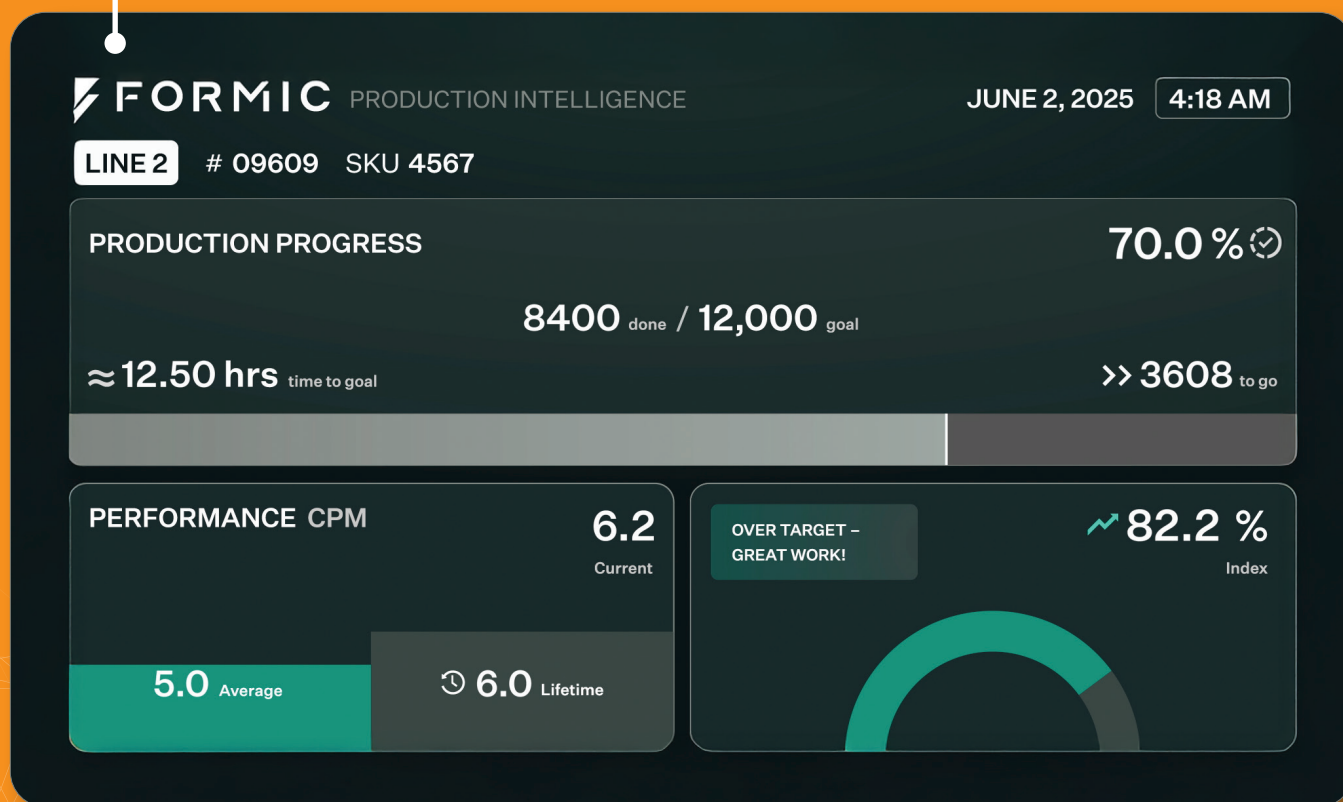 FORMIC PRODUCTION INTELLIGENCE JUNE 2, 2025 4:18 AM
LINE 2 # 09609 SKU 4567
PRODUCTION PROGRESS 70.0 %
8400 done / 12,000 goal
≈ 12.50 hrs time to goal >> 3608 to go
PERFORMANCE CPM 6.2
Current
5.0 Average 6.0 Lifetime
OVER TARGET –
GREAT WORK!
82.2 %
Index